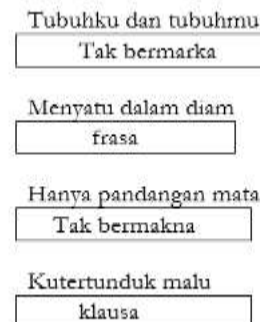 Tubuhku dan tubuhmu
Tak bermarka
Menyatu dalam diam
frasa
Hanya pandangan mata
Tak bermakna
Kutertunduk malu
klausa